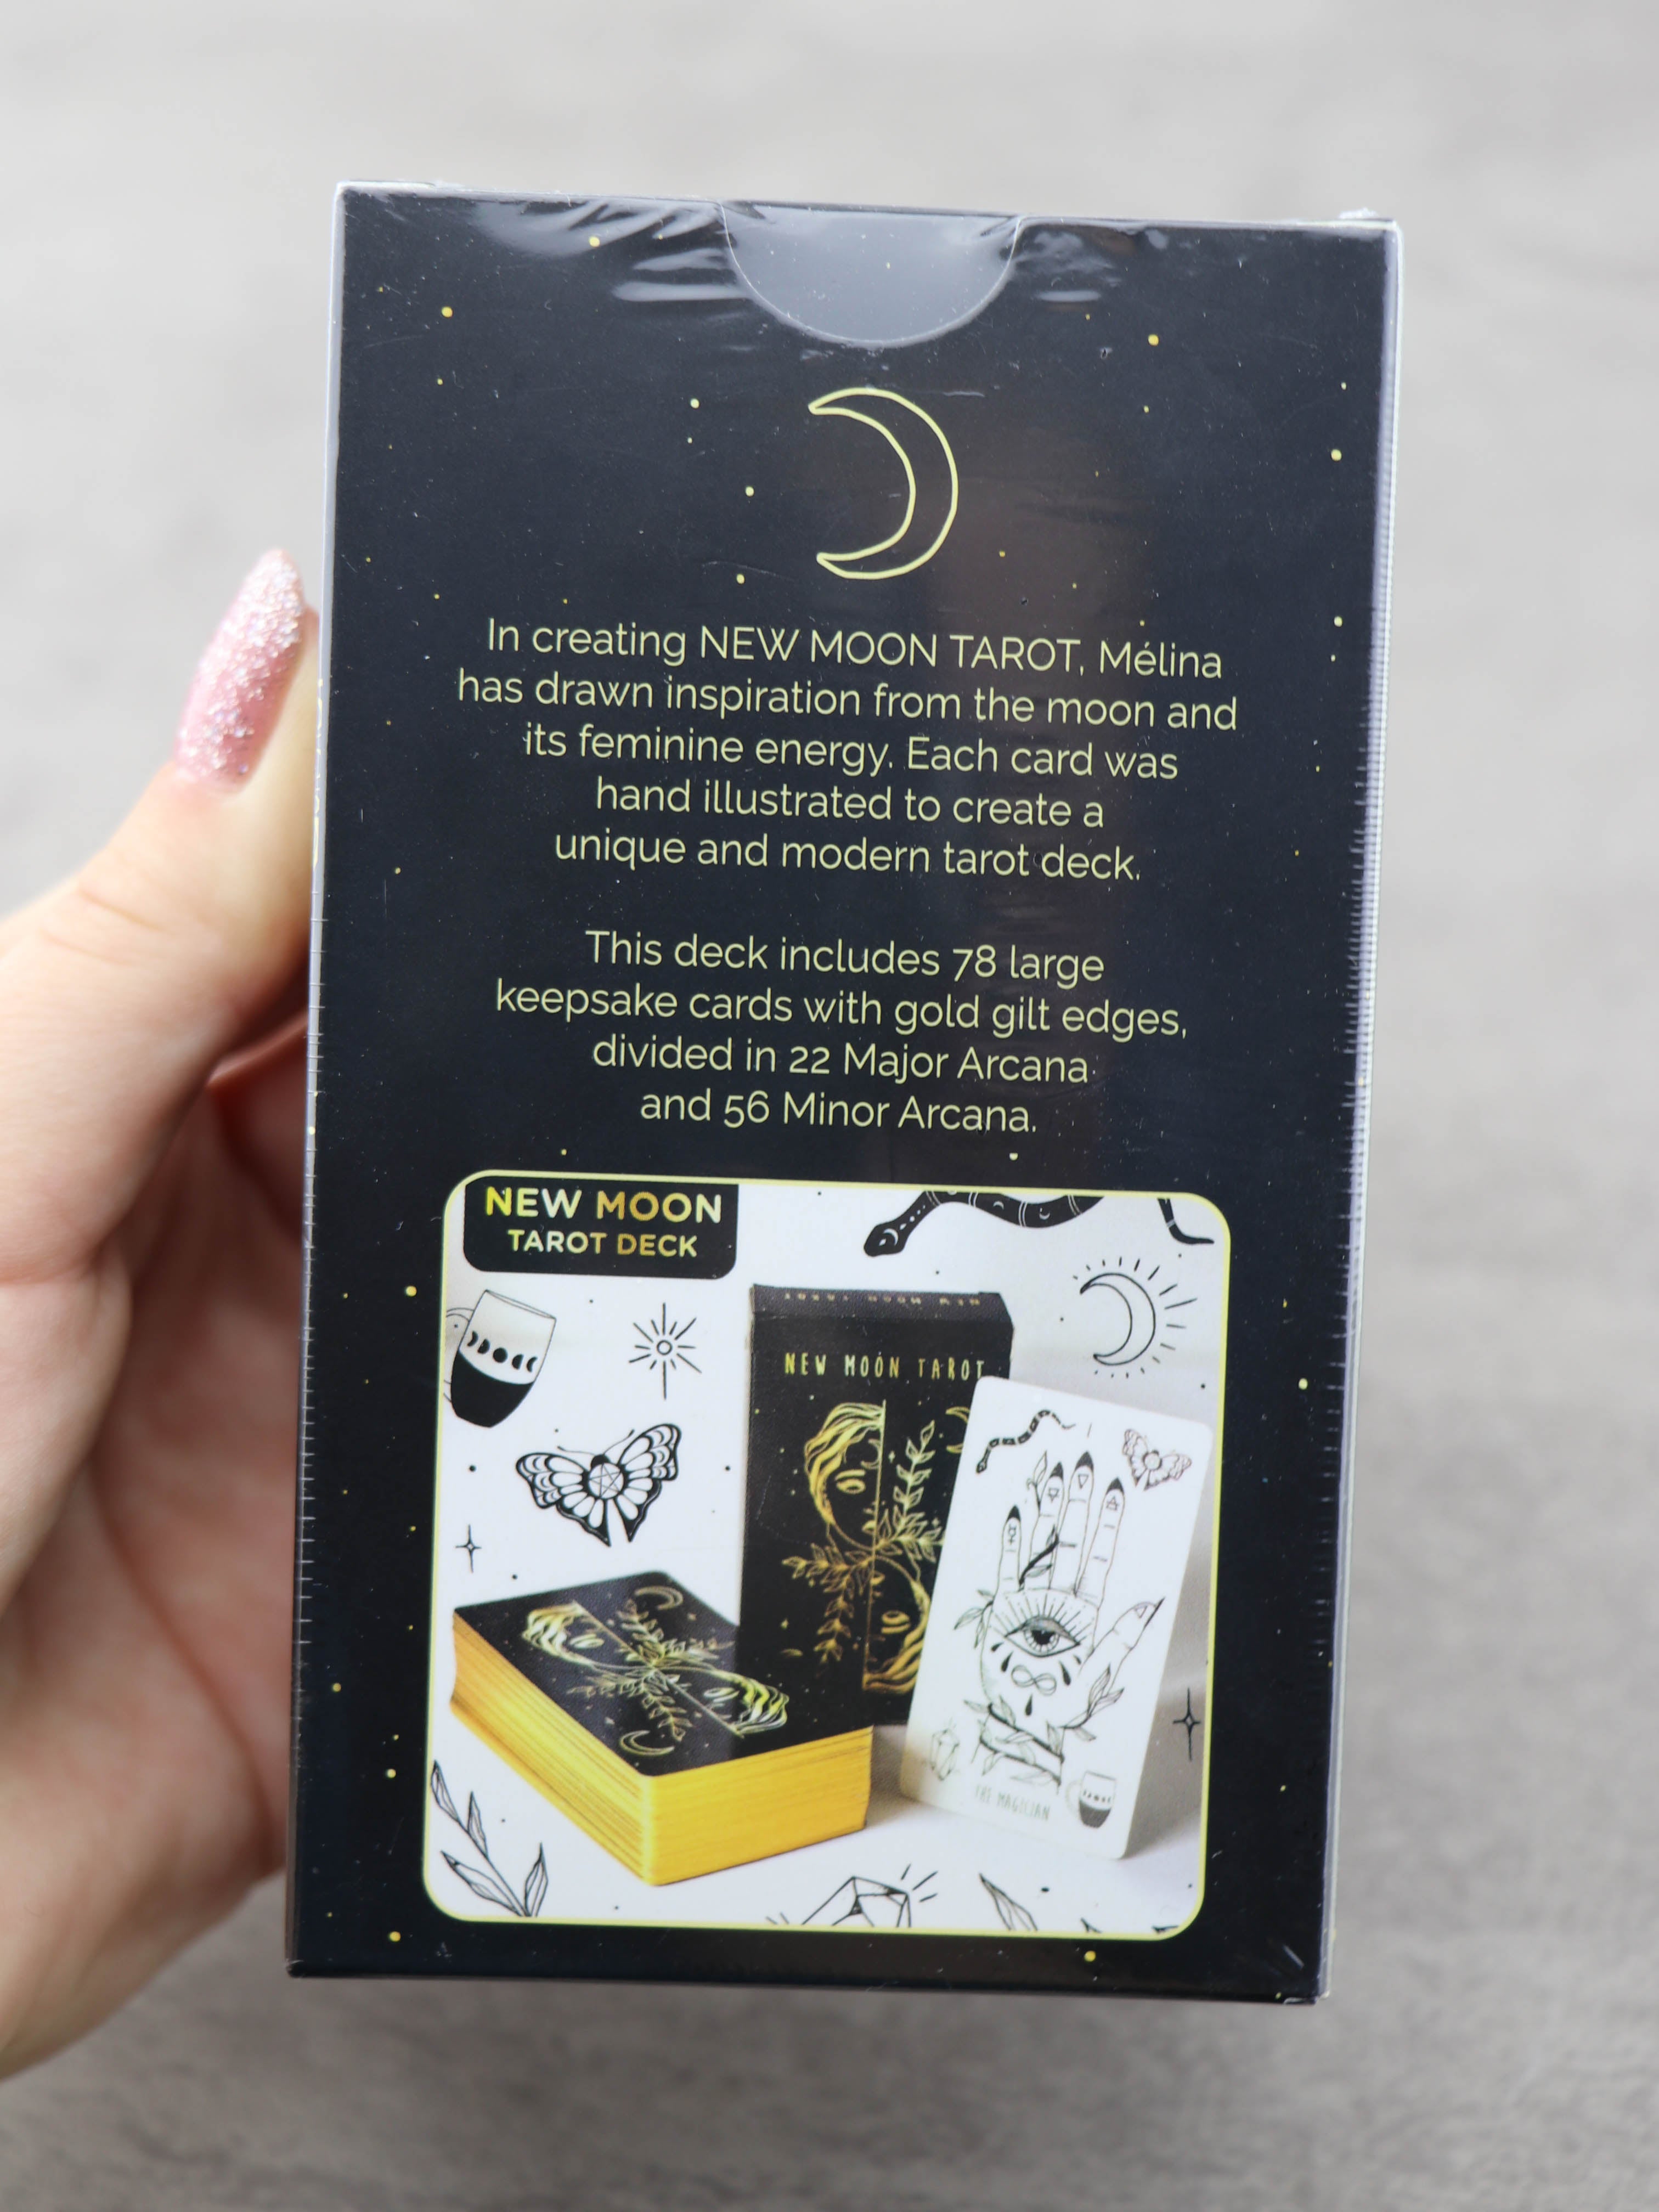 In creating NEW MOON TAROT, Mélina
has drawn inspiration from the moon and
its feminine energy. Each card was
hand illustrated to create a
unique and modern tarot deck.
This deck includes 78 large
keepsake cards with gold gilt edges,
divided in 22 Major Arcana
and 56 Minor Arcana.
NEW MOON
TAROT DECK
NEW MOON TAROT
NEW MOON TAROT
THE MAGICIAN